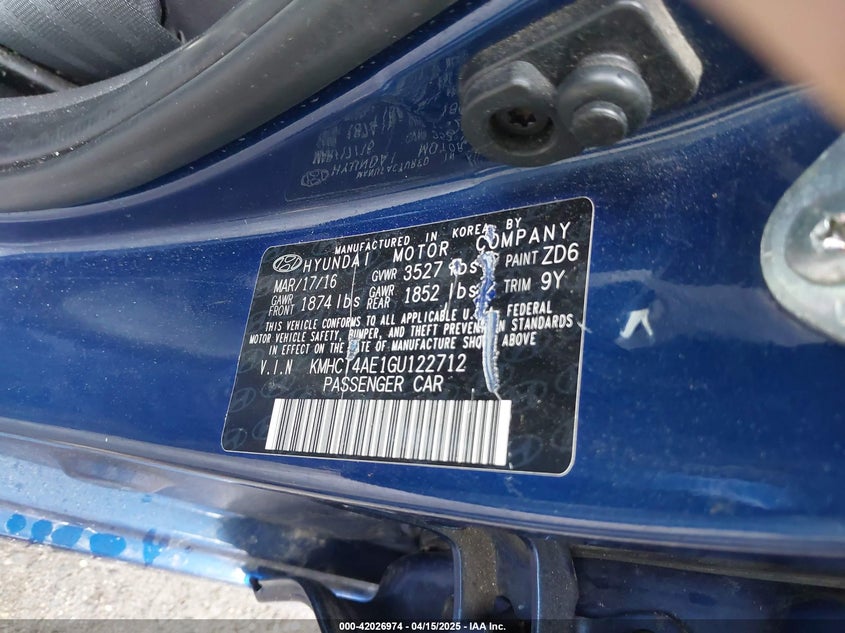 MANUFACTURED IN KOREA BY
HYUNDAI MOTOR COMPANY
MAR/17/16 GVWR 3527 lbs PAINT ZD6
GAWR FRONT 1874 lbs GAWR REAR 1852 lbs TRIM 9Y
THIS VEHICLE CONFORMS TO ALL APPLICABLE U.S. FEDERAL
MOTOR VEHICLE SAFETY, BUMPER, AND THEFT PREVENTION STANDARDS
IN EFFECT ON THE DATE OF MANUFACTURE SHOWN ABOVE
V.I.N KMHCT4AE1GU122712
PASSENGER CAR
000-42026974 / 04/15/2025 / IAA Inc.